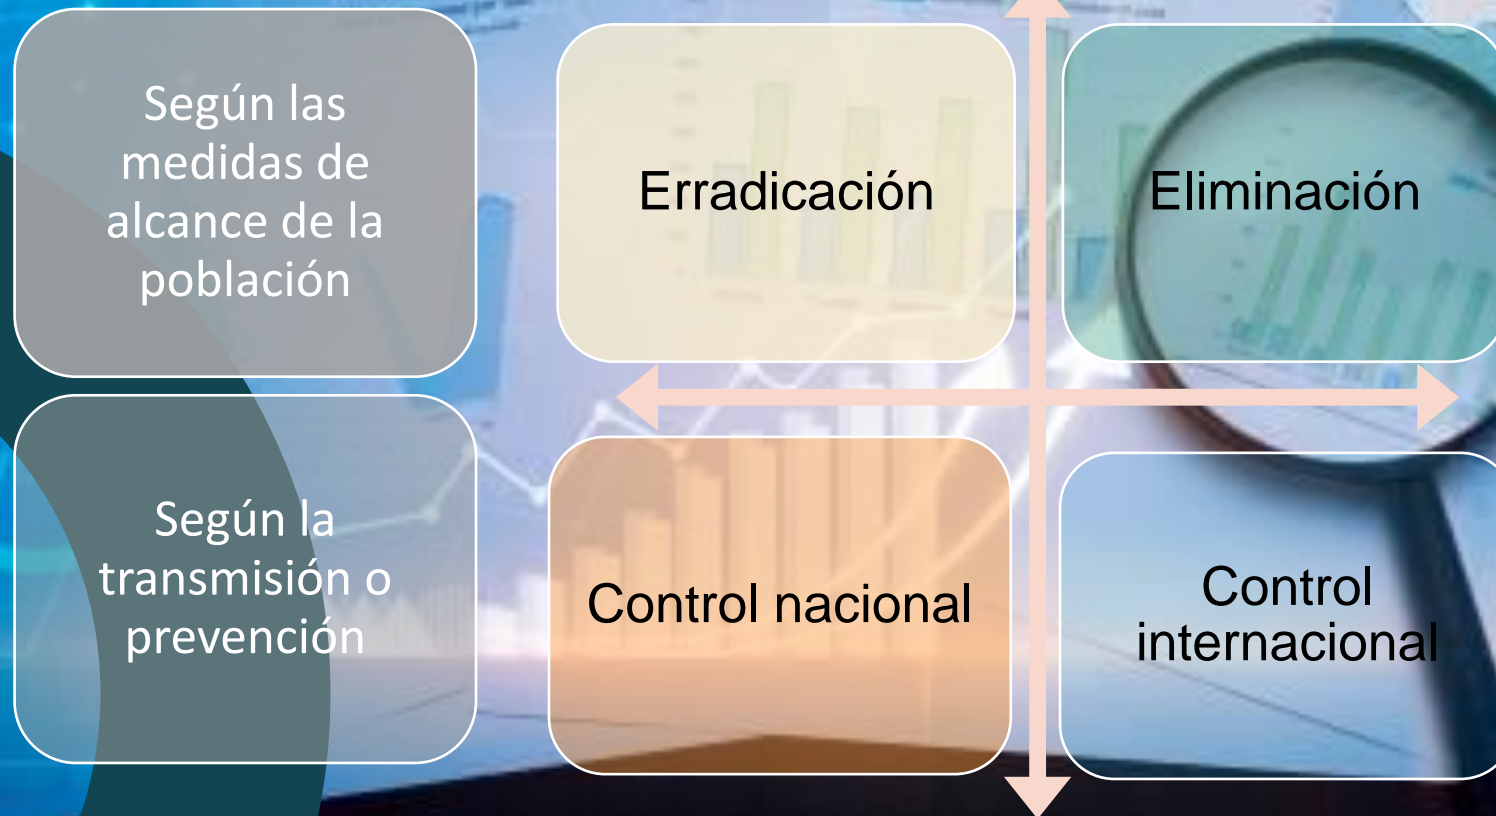 Según las
medidas de
alcance de la
población
Erradicación
Eliminación
Según la
transmisión o
prevención
Control nacional
Control
internacional